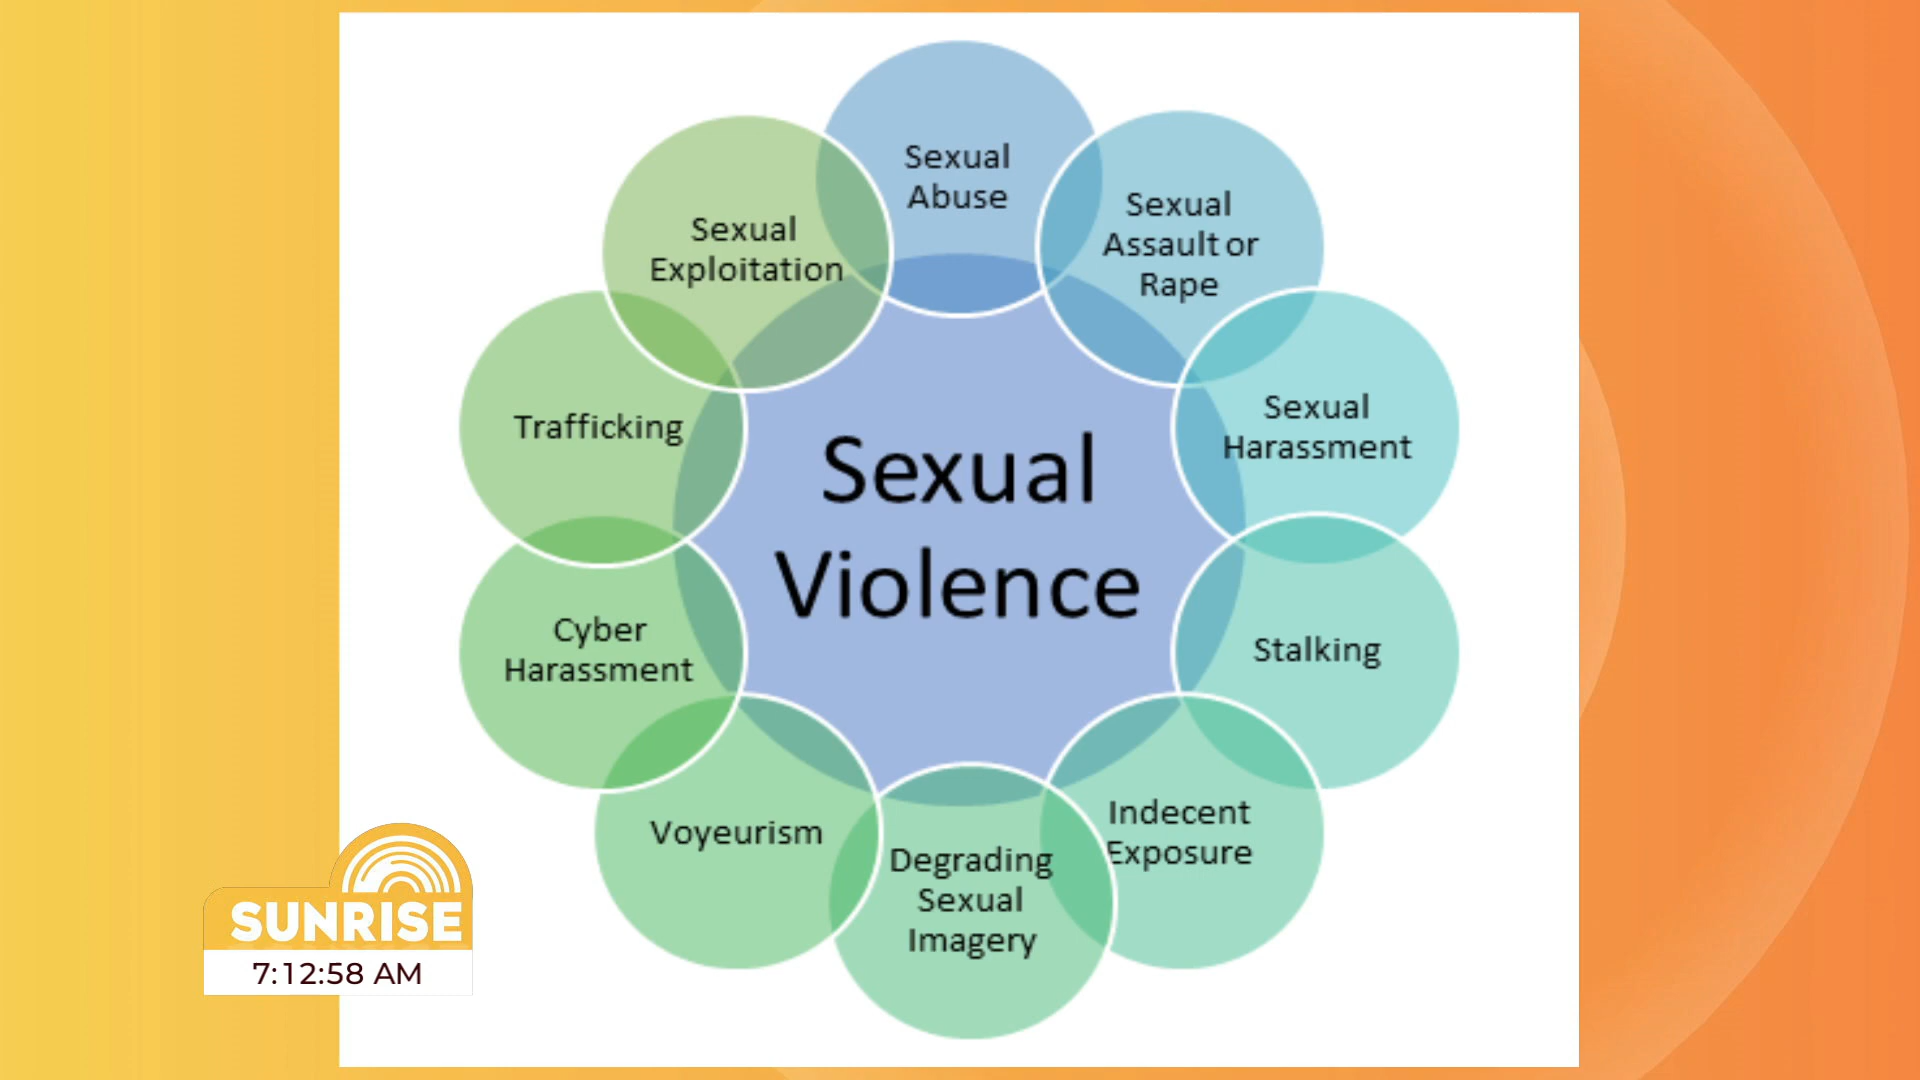 Sexual
Abuse
Sexual
Assault or
Rape
Sexual
Harassment
Stalking
Indecent
Exposure
Degrading
Sexual
Imagery
Voyeurism
Cyber
Harassment
Trafficking
Sexual
Exploitation
Sexual
Violence
SUNRISE
7:12:58 AM